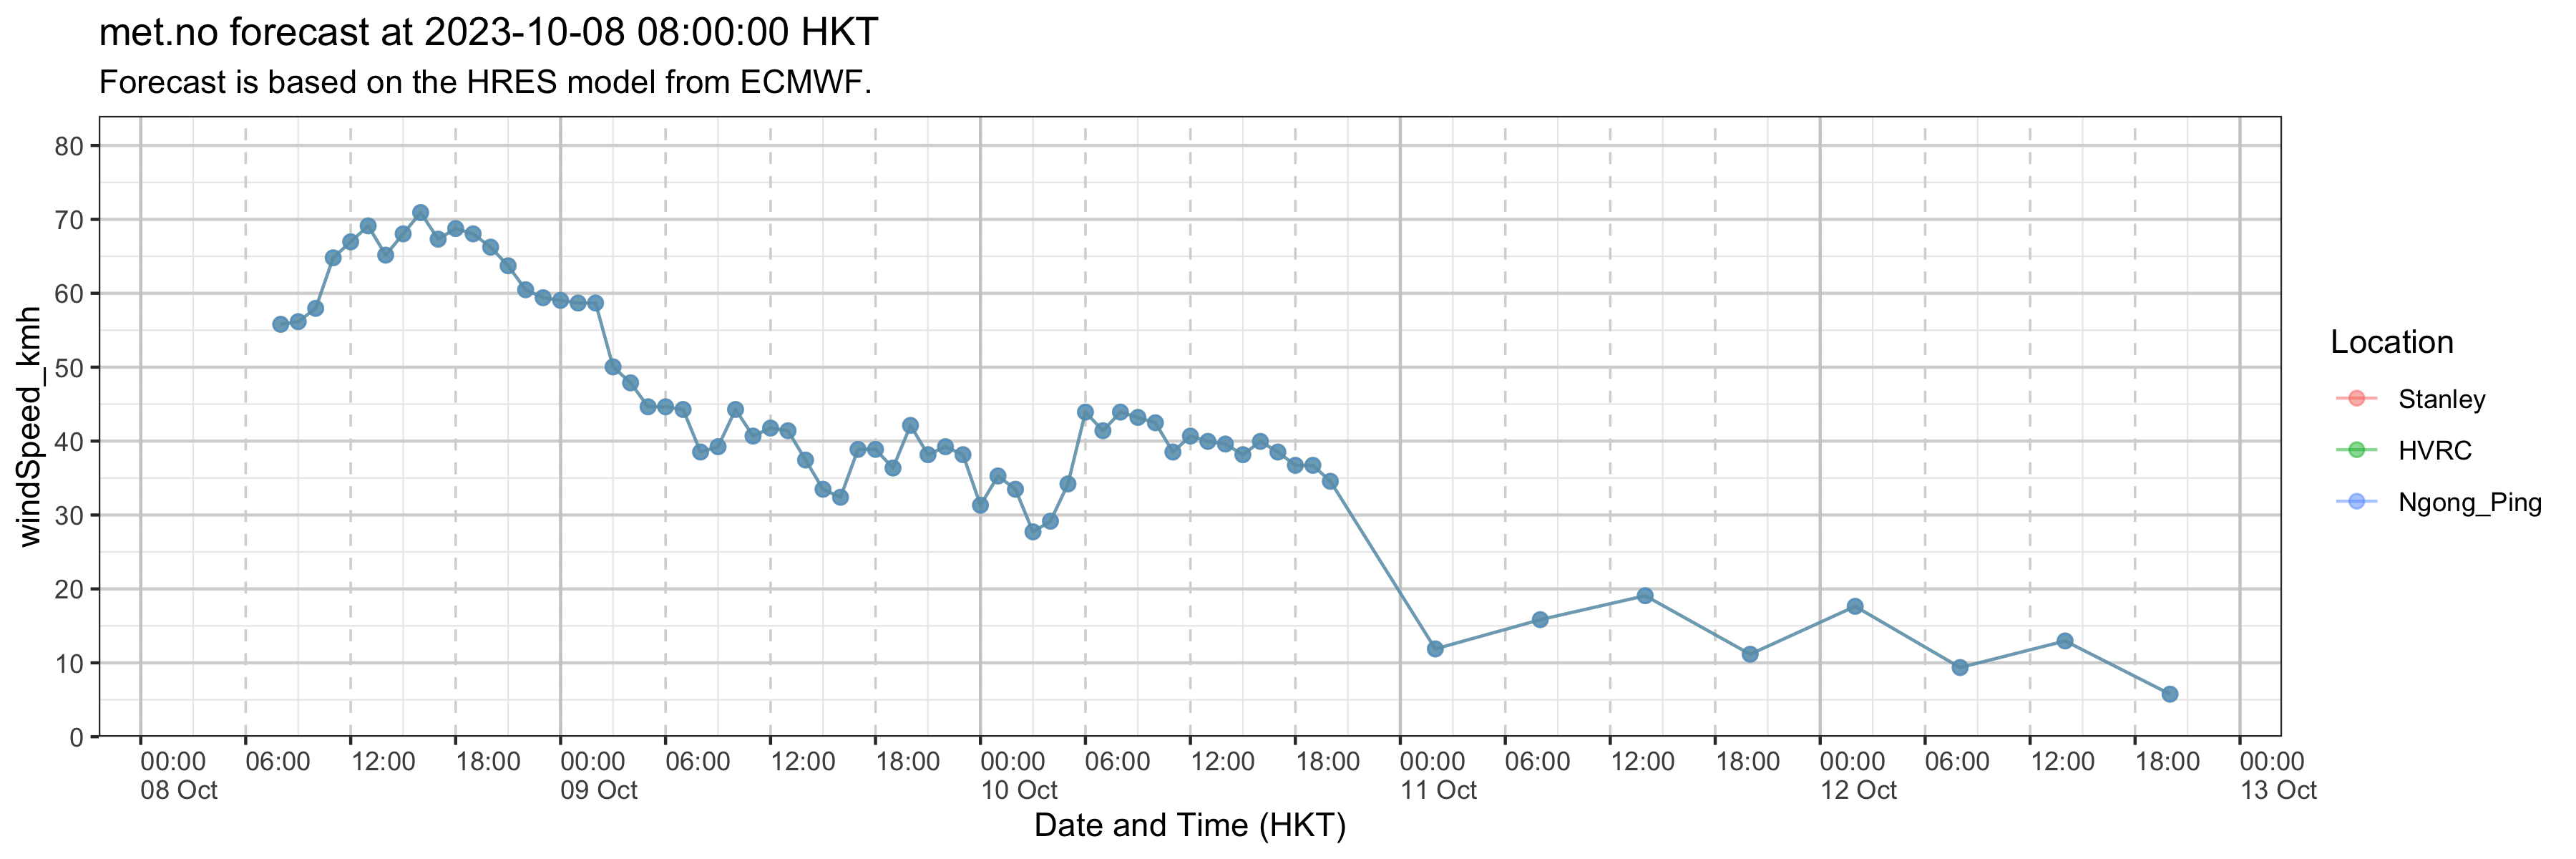 met.no forecast at 2023-10-08 08:00:00 HKT
Forecast is based on the HRES model from ECMWF.
windSpeed_kmh
80
70
60
50
40
30
20
10
0
00:00 06:00 12:00 18:00 00:00 06:00 12:00 18:00 00:00 06:00 12:00 18:00 00:00 06:00 12:00 18:00 00:00 06:00 12:00 18:00 00:00
08 Oct 09 Oct 10 Oct 11 Oct 12 Oct 13 Oct
Date and Time (HKT)
Location
Stanley
HVRC
Ngong_Ping